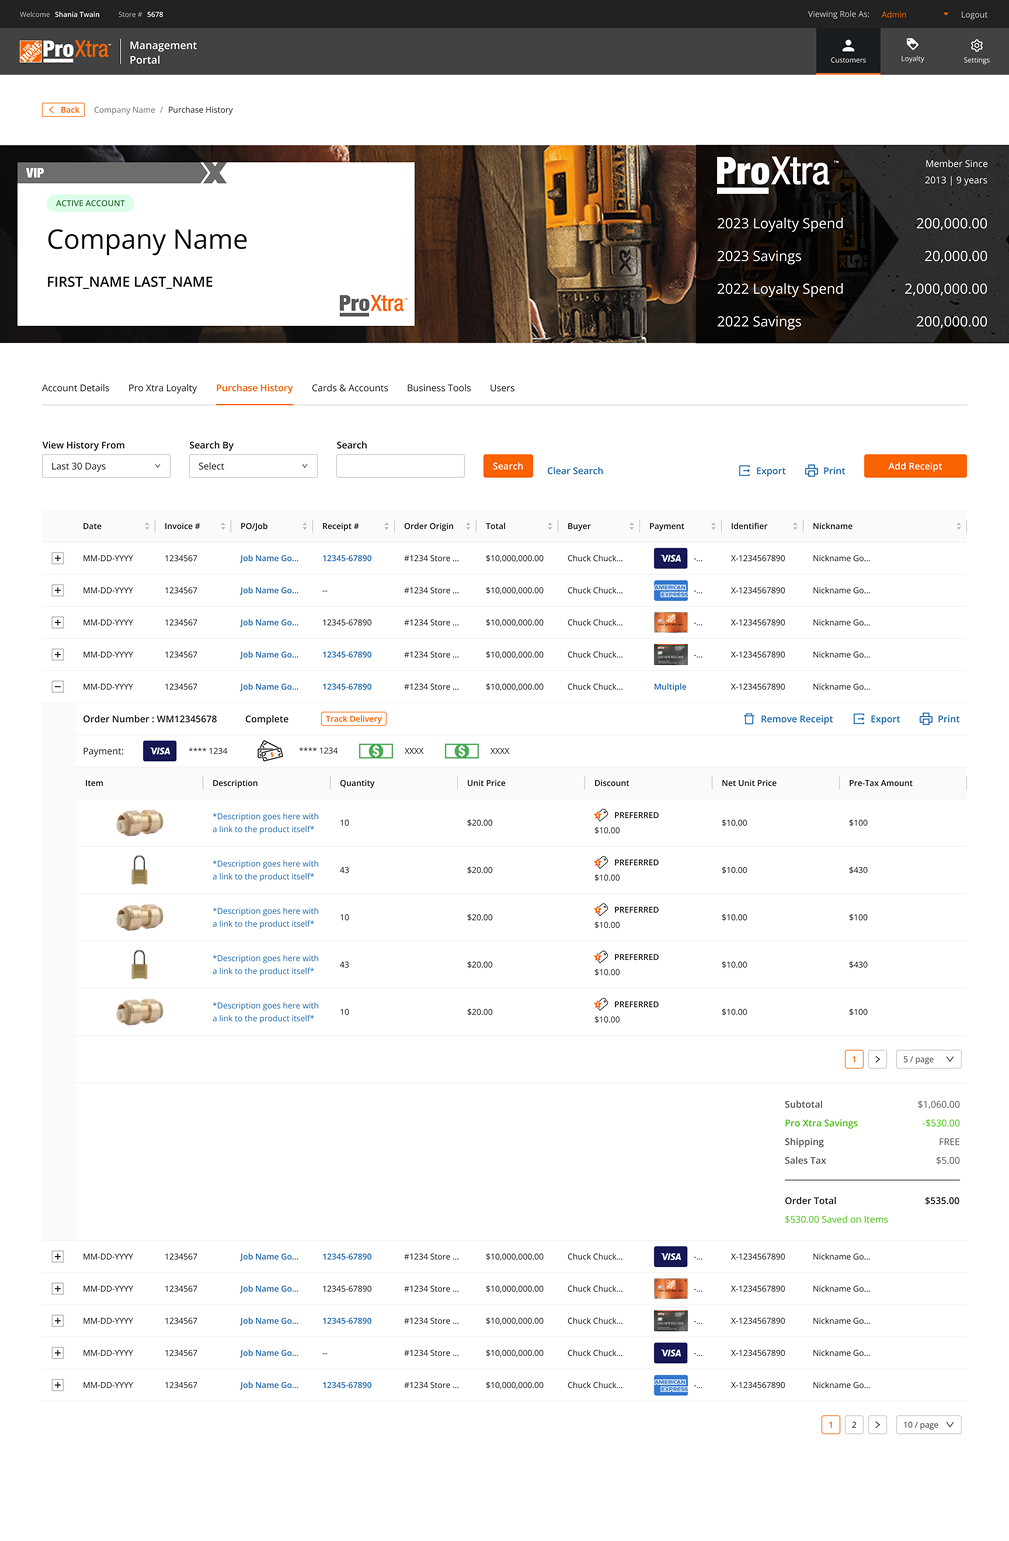 Welcome Shania Twain Store # 5678 Viewing Role As: Admin Logout
ProXtra™ Management Portal Customers Loyalty Settings
< Back Company Name / Purchase History
VIP
ACTIVE ACCOUNT
Company Name
FIRST_NAME LAST_NAME
ProXtra™
DEWALT
XR
ProXtra™ Member Since
2013 | 9 years
2023 Loyalty Spend 200,000.00
2023 Savings 20,000.00
2022 Loyalty Spend 2,000,000.00
2022 Savings 200,000.00
Account Details Pro Xtra Loyalty Purchase History Cards & Accounts Business Tools Users
View History From Search By Search
Last 30 Days Select Search Clear Search Export Print Add Receipt
Date Invoice # PO/Job Receipt # Order Origin Total Buyer Payment Identifier Nickname
MM-DD-YYYY 1234567 Job Name Go... 12345-67890 #1234 Store ... $10,000,000.00 Chuck Chuck... VISA -... X-1234567890 Nickname Go...
MM-DD-YYYY 1234567 Job Name Go... -- #1234 Store ... $10,000,000.00 Chuck Chuck... AMERICAN EXPRESS -... X-1234567890 Nickname Go...
MM-DD-YYYY 1234567 Job Name Go... 12345-67890 #1234 Store ... $10,000,000.00 Chuck Chuck... -... X-1234567890 Nickname Go...
MM-DD-YYYY 1234567 Job Name Go... 12345-67890 #1234 Store ... $10,000,000.00 Chuck Chuck... -... X-1234567890 Nickname Go...
MM-DD-YYYY 1234567 Job Name Go... 12345-67890 #1234 Store ... $10,000,000.00 Chuck Chuck... Multiple X-1234567890 Nickname Go...
Order Number : WM12345678 Complete Track Delivery Remove Receipt Export Print
Payment: VISA **** 1234 **** 1234 $ XXXX $ XXXX
Item Description Quantity Unit Price Discount Net Unit Price Pre-Tax Amount
*Description goes here with a link to the product itself* 10 $20.00 PREFERRED $10.00 $10.00 $100
*Description goes here with a link to the product itself* 43 $20.00 PREFERRED $10.00 $10.00 $430
*Description goes here with a link to the product itself* 10 $20.00 PREFERRED $10.00 $10.00 $100
*Description goes here with a link to the product itself* 43 $20.00 PREFERRED $10.00 $10.00 $430
*Description goes here with a link to the product itself* 10 $20.00 PREFERRED $10.00 $10.00 $100
1 > 5 / page
Subtotal $1,060.00
Pro Xtra Savings -$530.00
Shipping FREE
Sales Tax $5.00
Order Total $535.00
$530.00 Saved on Items
MM-DD-YYYY 1234567 Job Name Go... 12345-67890 #1234 Store ... $10,000,000.00 Chuck Chuck... VISA -... X-1234567890 Nickname Go...
MM-DD-YYYY 1234567 Job Name Go... 12345-67890 #1234 Store ... $10,000,000.00 Chuck Chuck... -... X-1234567890 Nickname Go...
MM-DD-YYYY 1234567 Job Name Go... 12345-67890 #1234 Store ... $10,000,000.00 Chuck Chuck... -... X-1234567890 Nickname Go...
MM-DD-YYYY 1234567 Job Name Go... -- #1234 Store ... $10,000,000.00 Chuck Chuck... VISA -... X-1234567890 Nickname Go...
MM-DD-YYYY 1234567 Job Name Go... 12345-67890 #1234 Store ... $10,000,000.00 Chuck Chuck... AMERICAN EXPRESS -... X-1234567890 Nickname Go...
1 2 > 10 / page